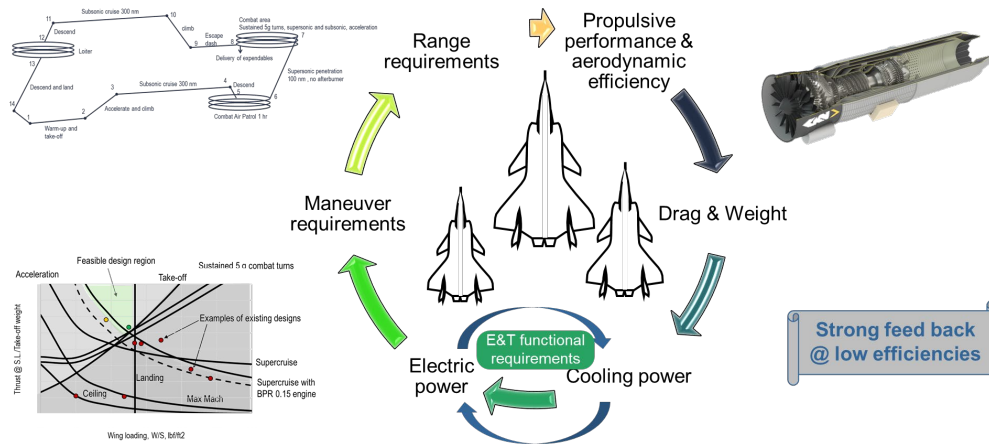 11
Subsonic cruise 300 nm
10
Descend
12
climb
Escape
dash
9
8
Combat area
Sustained 5g turns, supersonic and subsonic, acceleration
7
Delivery of expendables
Loiter
13
Descend and land
Subsonic cruise 300 nm
3
4
Descend
5
6
Supersonic penetration
100 nm , no afterburner
Accelerate and climb
Combat Air Patrol 1 hr
14
1
2
Warm-up and
take-off
Range
requirements
Propulsive
performance &
aerodynamic
efficiency
Maneuver
requirements
Drag & Weight
E&T functional
requirements
Electric
power
Cooling power
Strong feed back
@ low efficiencies
Feasible design region
Sustained 5 g combat turns
Acceleration
Take-off
Examples of existing designs
Supercruise
Supercruise with
BPR 0.15 engine
Landing
Ceiling
Max Mach
Thrust @ S.L./Take-off weight
Wing loading, W/S, lbf/ft2